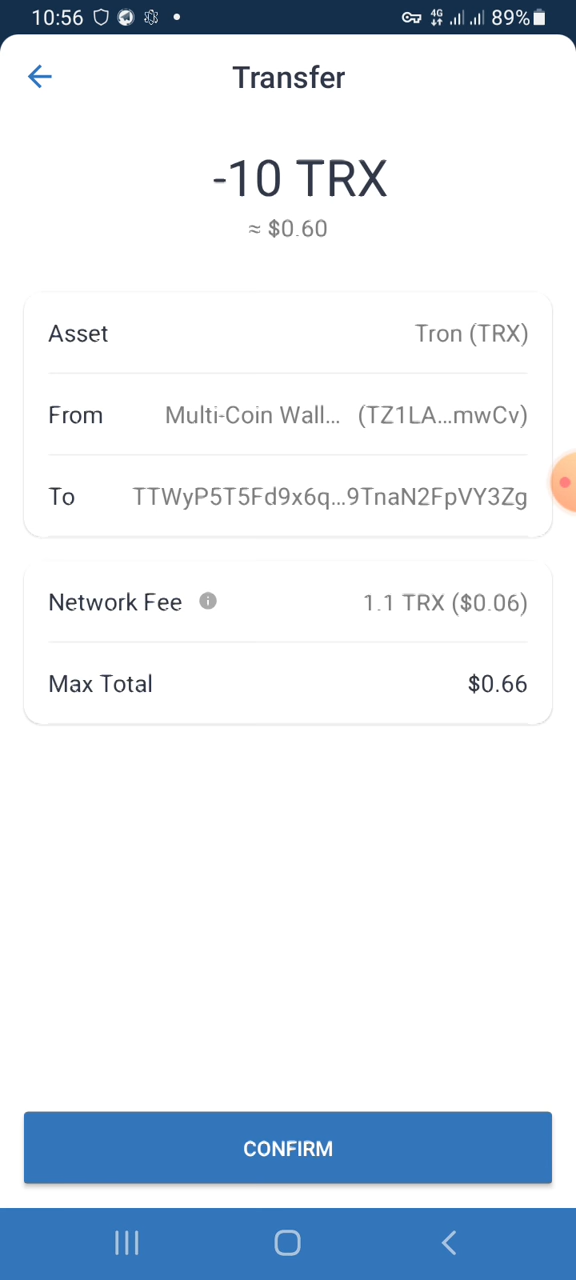 10:56 4G 89%
Transfer
-10 TRX
≈ $0.60
Asset Tron (TRX)
From Multi-Coin Wall... (TZ1LA...mwCv)
To TTWyP5T5Fd9x6q...9TnaN2FpVY3Zg
Network Fee 1.1 TRX ($0.06)
Max Total $0.66
CONFIRM